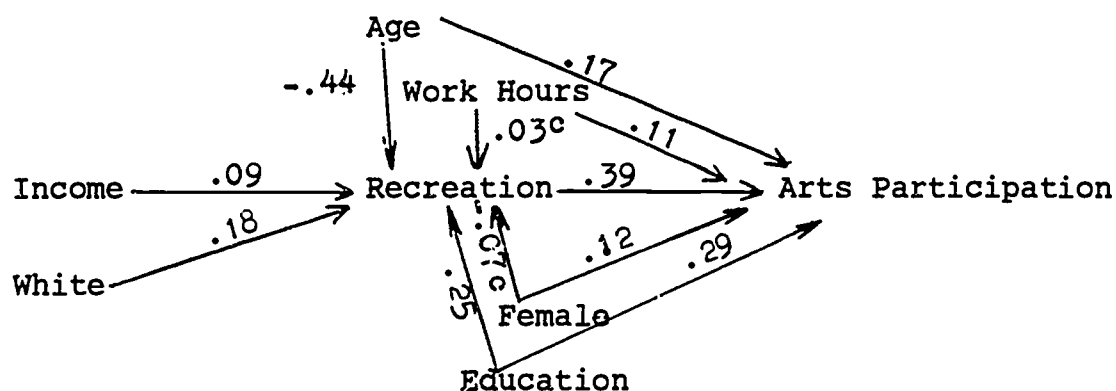 Age
.17
-.44
Work Hours
.03c
.11
Income .09 Recreation .39 Arts Participation
.18
-.07c
.12
.29
White
.25
Femalo
Education